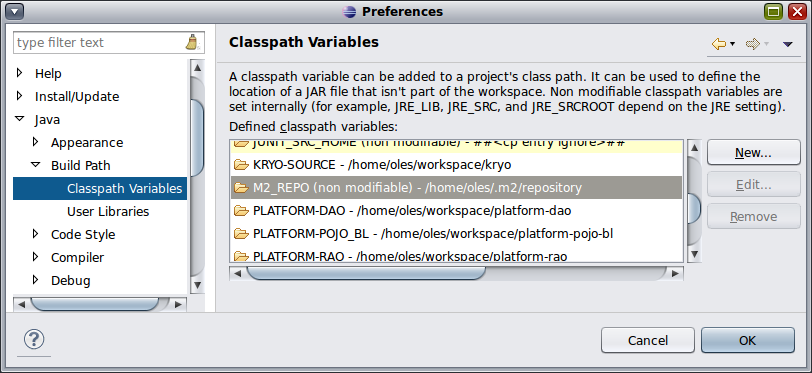 Preferences
type filter text
Help
Install/Update
Java
Appearance
Build Path
Classpath Variables
User Libraries
Code Style
Compiler
Debug
Classpath Variables
A classpath variable can be added to a project's class path. It can be used to define the
location of a JAR file that isn't part of the workspace. Non modifiable classpath variables are
set internally (for example, JRE_LIB, JRE_SRC, and JRE_SRCROOT depend on the JRE setting).
Defined classpath variables:
JUNIT_SRC_HOME (non modifiable) - ##<cp entry ignore>##
KRYO-SOURCE - /home/oles/workspace/kryo
M2_REPO (non modifiable) - /home/oles/.m2/repository
PLATFORM-DAO - /home/oles/workspace/platform-dao
PLATFORM-POJO_BL - /home/oles/workspace/platform-pojo-bl
PLATFORM-RAO - /home/oles/workspace/platform-rao
New...
Edit...
Remove
?
Cancel
OK